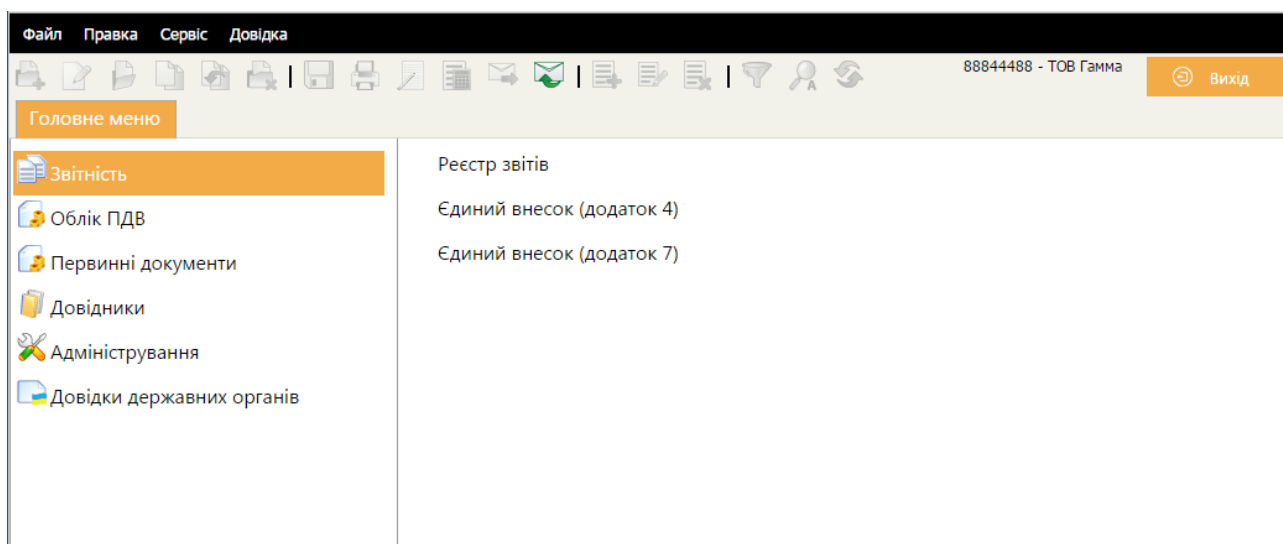 Файл Правка Сервіс Довідка
88844488 - ТОВ Гамма
Вихід
Головне меню
Звітність
Облік ПДВ
Первинні документи
Довідники
Адміністрування
Довідки державних органів
Реєстр звітів
Єдиний внесок (додаток 4)
Єдиний внесок (додаток 7)